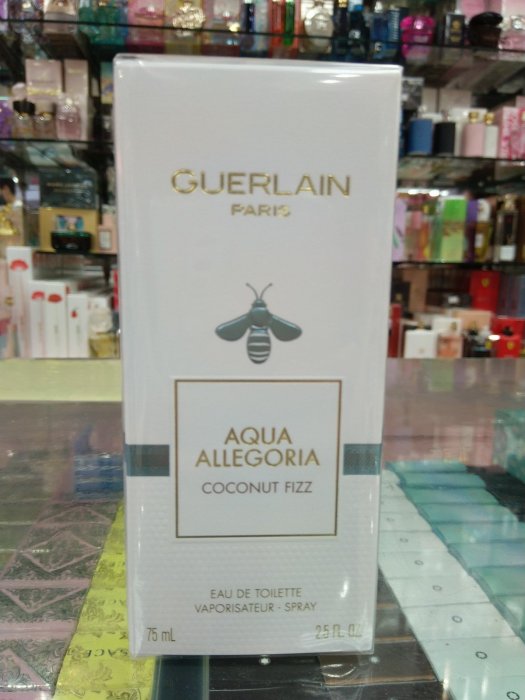 GUERLAIN
PARIS
AQUA
ALLEGORIA
COCONUT FIZZ
EAU DE TOILETTE
VAPORISATEUR - SPRAY
75 mL 2.5 FL. OZ.